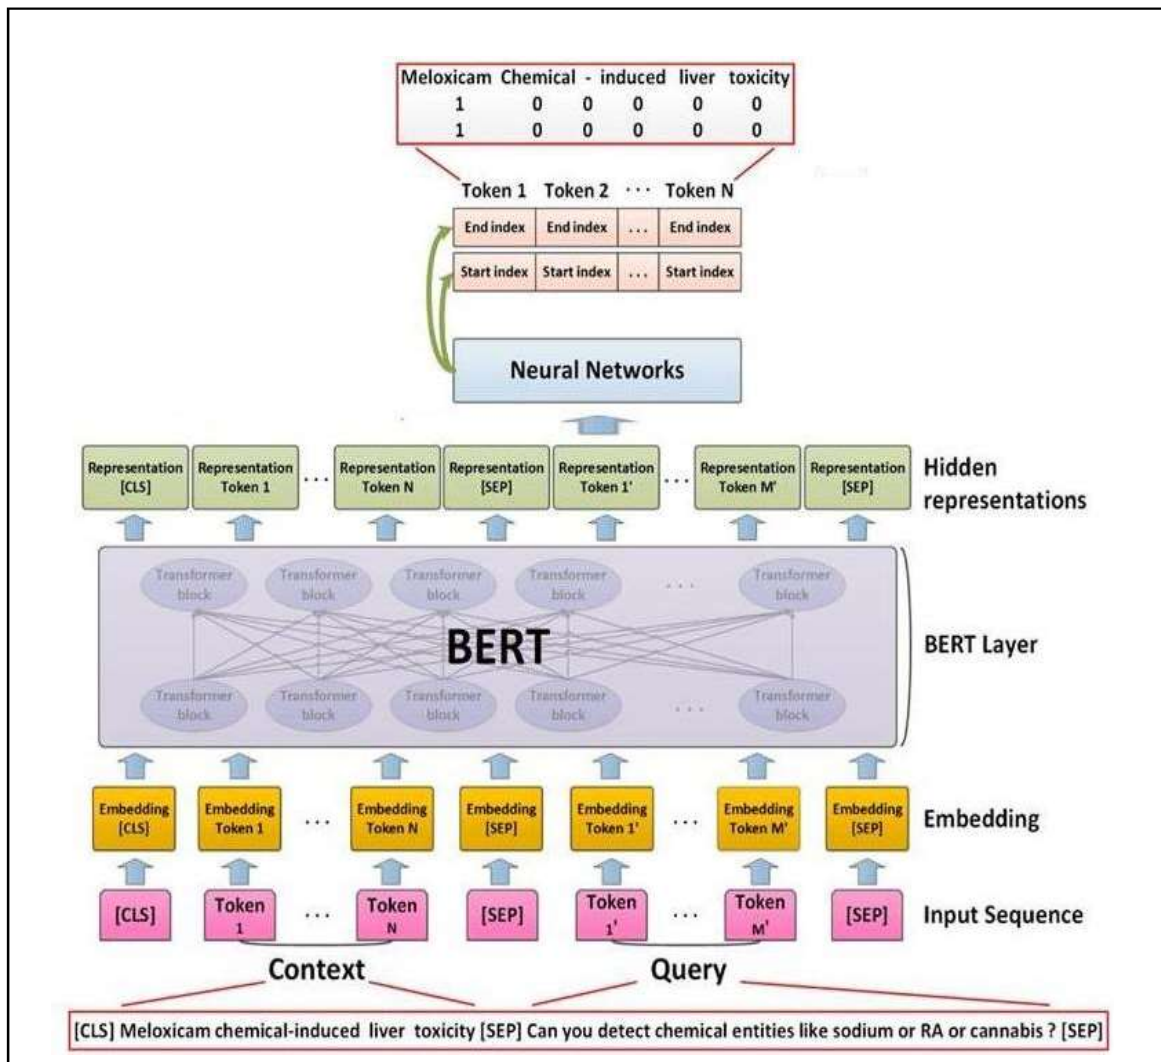 Meloxicam Chemical - induced liver toxicity
1 0 0 0 0 0
1 0 0 0 0 0
Token 1 Token 2 ... Token N
End index End index ... End index
Start index Start index ... Start index
Neural Networks
Representation [CLS] Representation Token 1 ... Representation Token N Representation [SEP] Representation Token 1' ... Representation Token M' Representation [SEP]
Hidden
representations
Transformer block Transformer block Transformer block Transformer block ... Transformer block
BERT
BERT Layer
Transformer block Transformer block Transformer block Transformer block ... Transformer block
Embedding [CLS] Embedding Token 1 ... Embedding Token N Embedding [SEP] Embedding Token 1' ... Embedding Token M' Embedding [SEP]
Embedding
[CLS] Token 1 ... Token N [SEP] Token 1' ... Token M' [SEP]
Input Sequence
Context Query
[CLS] Meloxicam chemical-induced liver toxicity [SEP] Can you detect chemical entities like sodium or RA or cannabis ? [SEP]